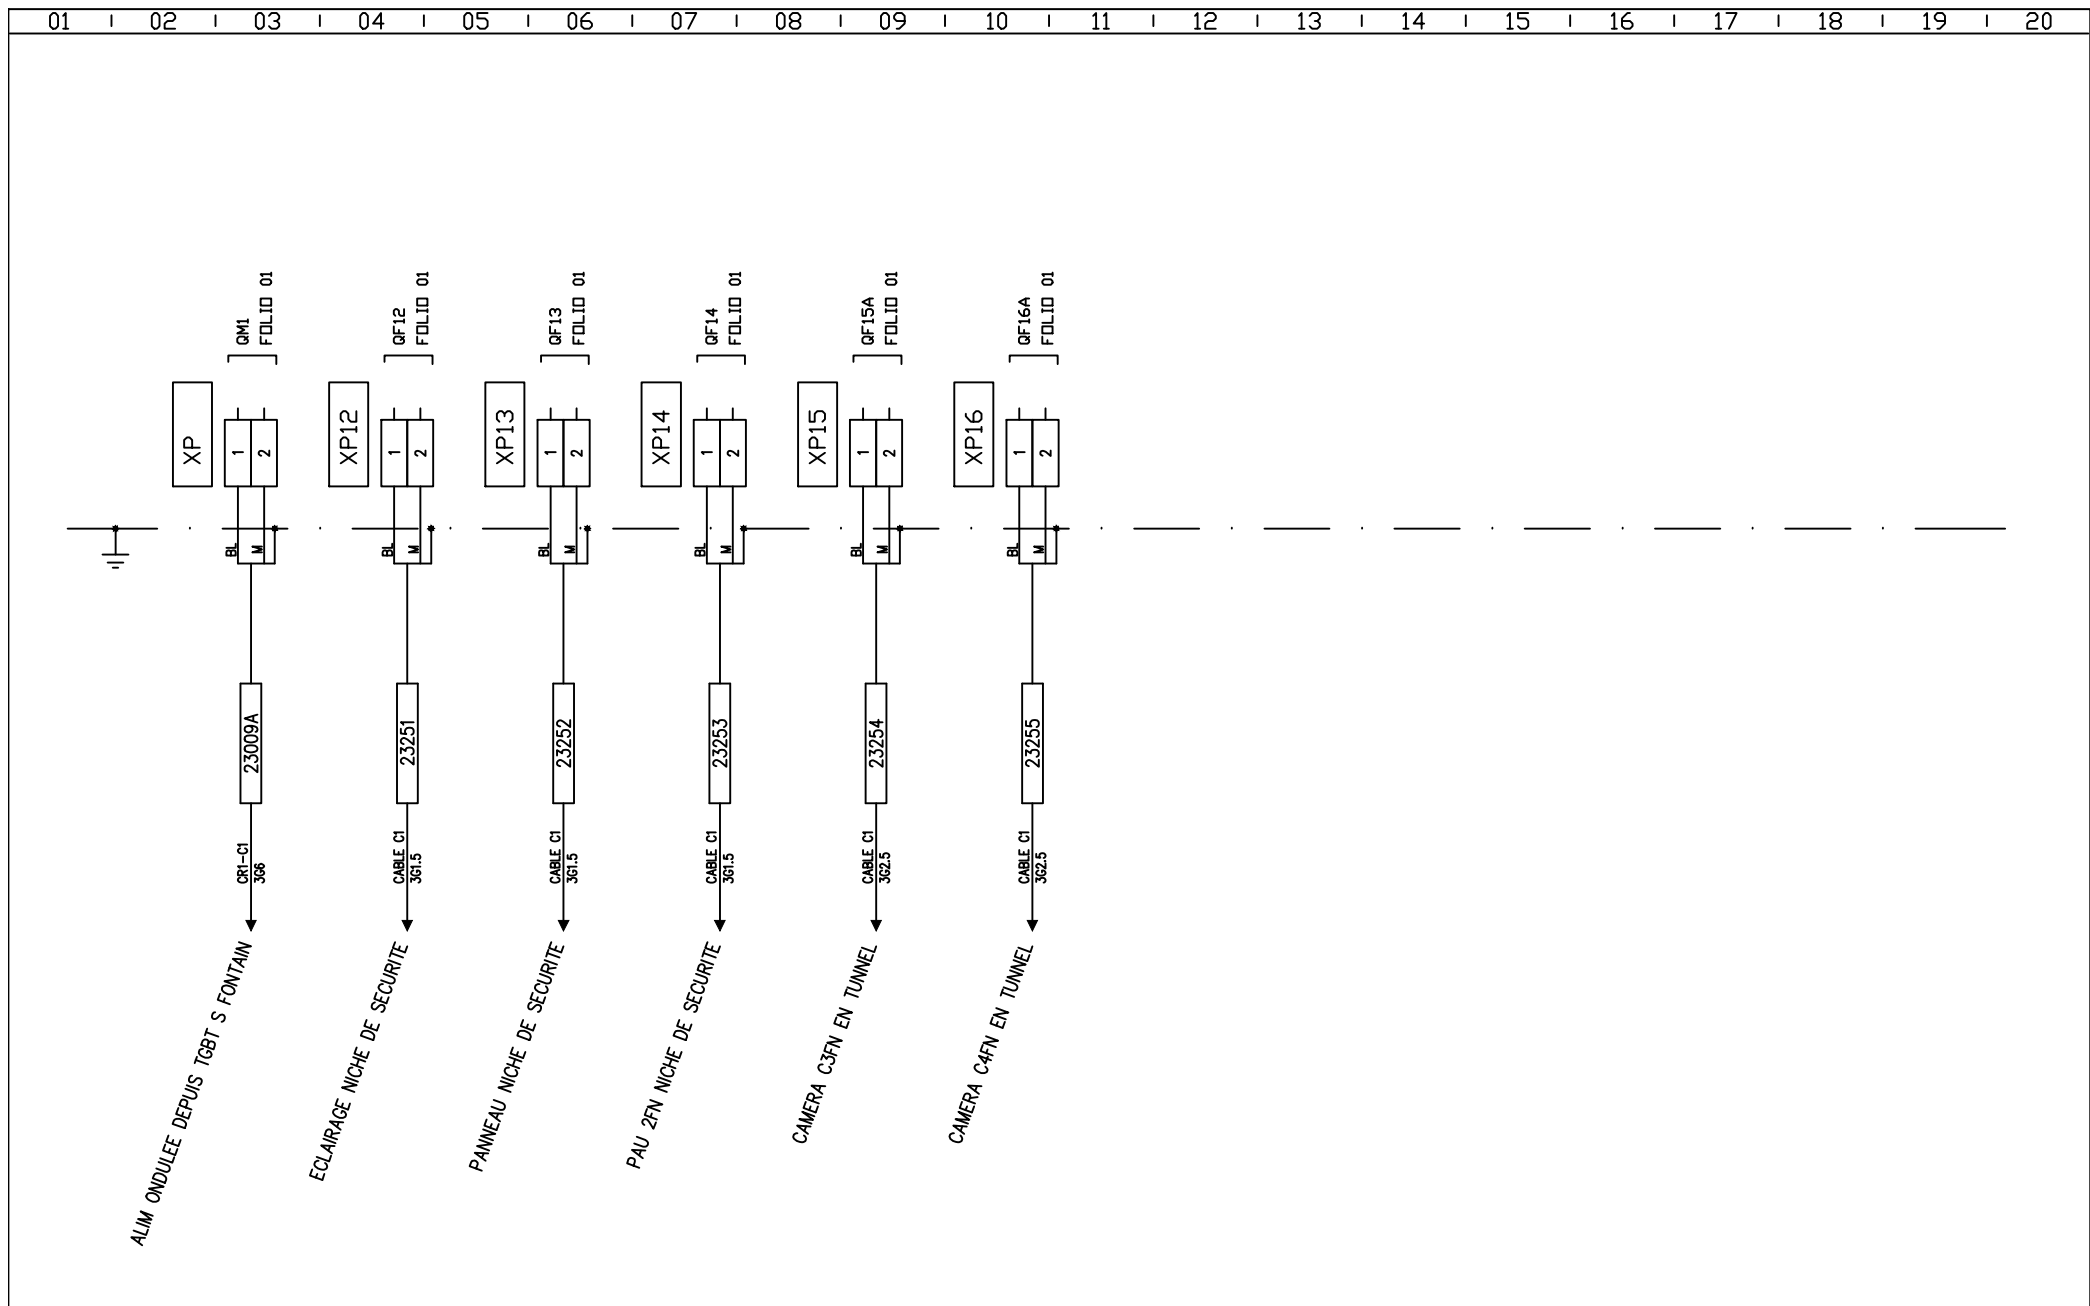 01 02 03 04 05 06 07 08 09 10 11 12 13 14 15 16 17 18 19 20
QM1
FOLIO 01
XP
1
2
BL
M
23009A
CR1-C1
3G6
ALIM ONDULEE DEPUIS TGBT S FONTAIN
QF12
FOLIO 01
XP12
1
2
BL
M
23251
CABLE C1
3G1.5
ECLAIRAGE NICHE DE SECURITE
QF13
FOLIO 01
XP13
1
2
BL
M
23252
CABLE C1
3G1.5
PANNEAU NICHE DE SECURITE
QF14
FOLIO 01
XP14
1
2
BL
M
23253
CABLE C1
3G1.5
PAU 2FN NICHE DE SECURITE
QF15A
FOLIO 01
XP15
1
2
BL
M
23254
CABLE C1
3G2.5
CAMERA C3FN EN TUNNEL
QF16A
FOLIO 01
XP16
1
2
BL
M
23255
CABLE C1
3G2.5
CAMERA C4FN EN TUNNEL